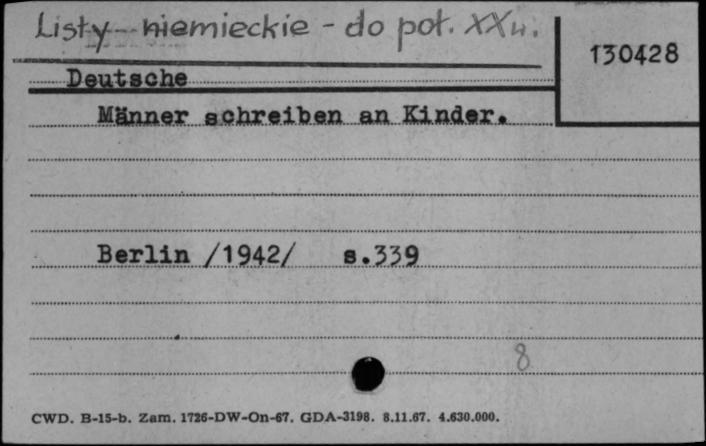 Listy - niemieckie - do poł. XX w.
130428
Deutsche
Männer schreiben an Kinder.
Berlin /1942/ s.339
8
CWD. B-15-b. Zam. 1726-DW-On-67. GDA-3198. 8.11.67. 4.630.000.